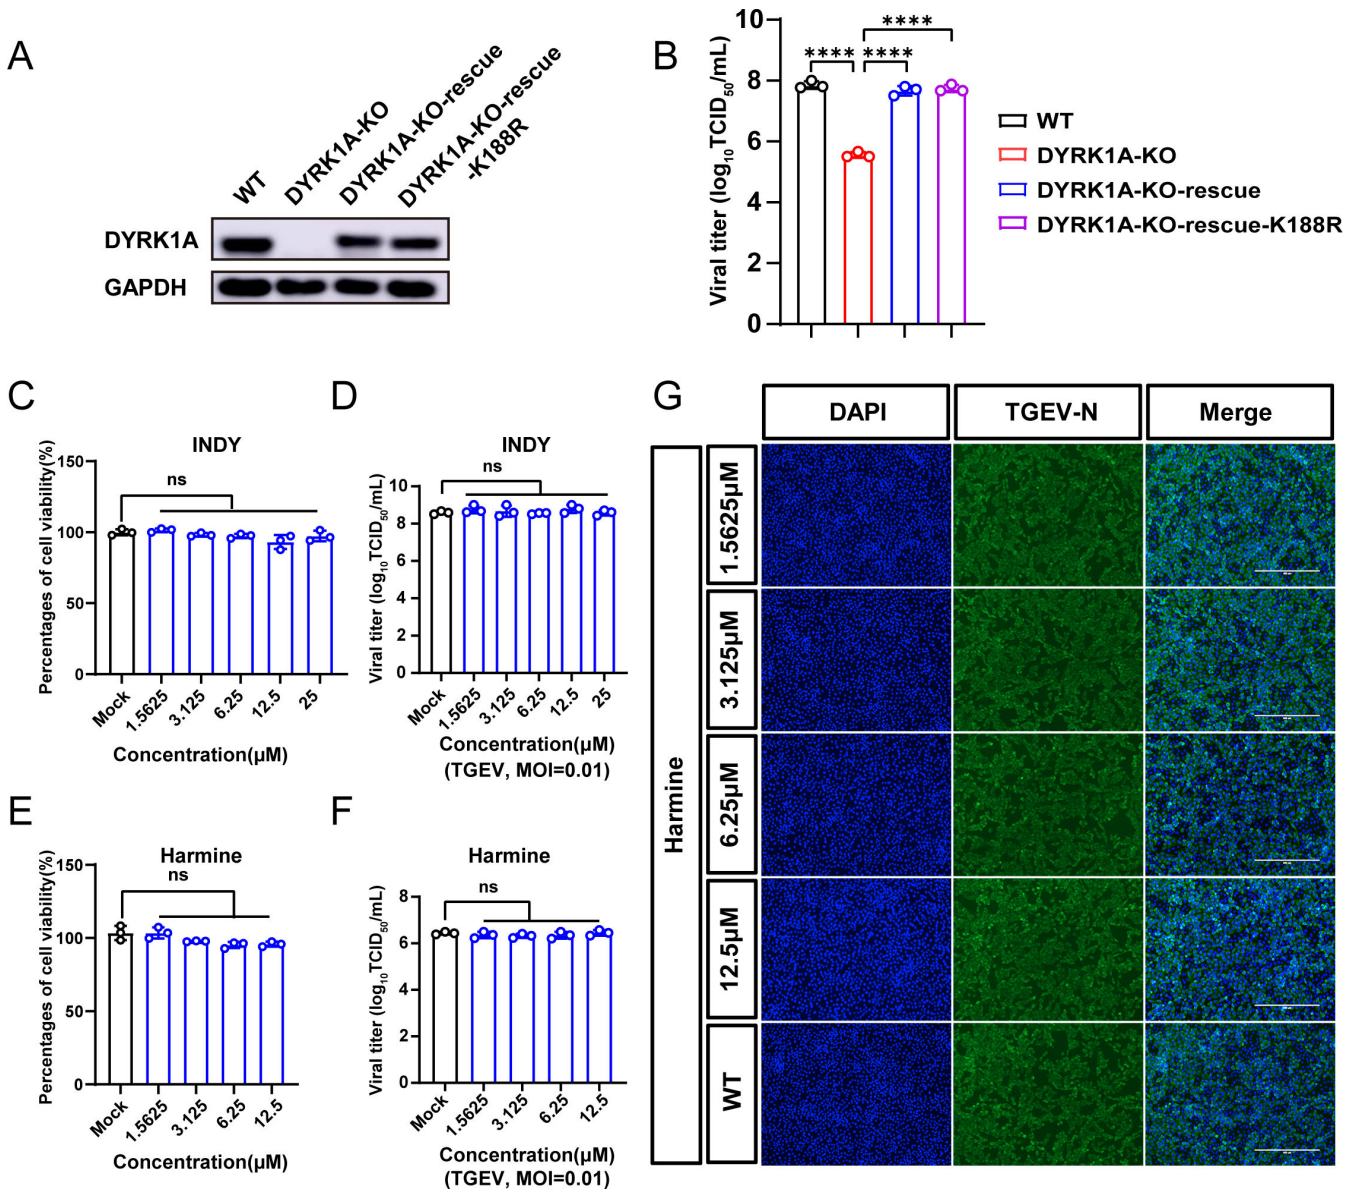 A
WT
DYRK1A-KO
DYRK1A-KO-rescue
DYRK1A-KO-rescue
-K188R
DYRK1A
GAPDH
B
Viral titer (log10TCID50/mL)
10
8
6
4
2
0
****
**** ****
WT
DYRK1A-KO
DYRK1A-KO-rescue
DYRK1A-KO-rescue-K188R
C
INDY
Percentages of cell viability(%)
150
100
50
0
ns
Mock
1.5625
3.125
6.25
12.5
25
Concentration(μM)
D
INDY
Viral titer (log10TCID50/mL)
10
8
6
4
2
0
ns
Mock
1.5625
3.125
6.25
12.5
25
Concentration(μM)
(TGEV, MOI=0.01)
E
Harmine
Percentages of cell viability(%)
150
100
50
0
ns
Mock
1.5625
3.125
6.25
12.5
Concentration(μM)
F
Harmine
Viral titer (log10TCID50/mL)
8
6
4
2
0
ns
Mock
1.5625
3.125
6.25
12.5
Concentration(μM)
(TGEV, MOI=0.01)
G
DAPI
TGEV-N
Merge
Harmine
1.5625μM
3.125μM
6.25μM
12.5μM
WT